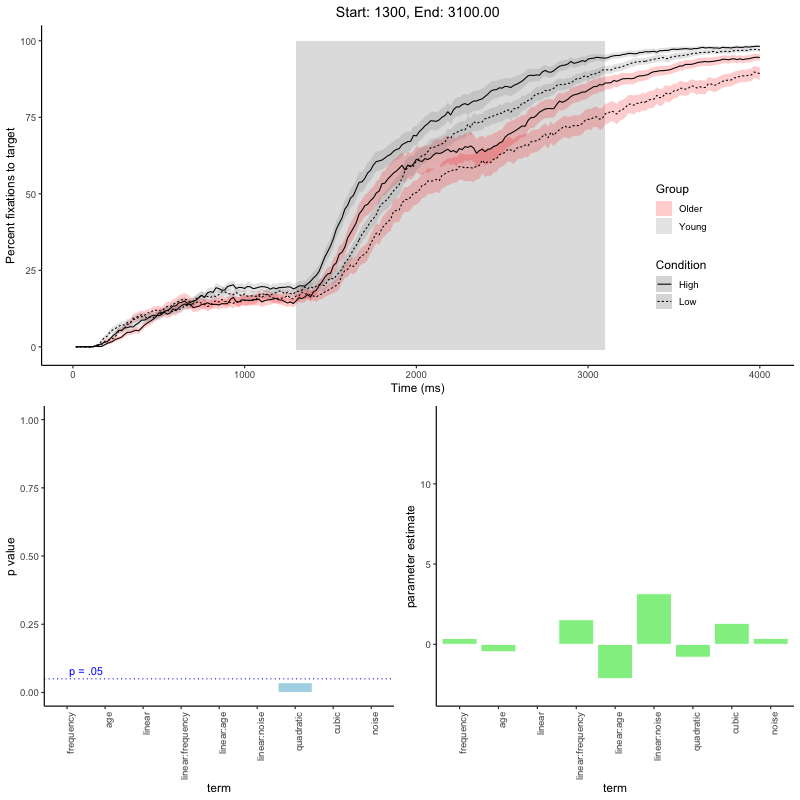 Start: 1300, End: 3100.00
Percent fixations to target
100
75
50
25
0
0 1000 2000 3000 4000
Time (ms)
Group
Older
Young
Condition
High
Low
p value
1.00
0.75
0.50
0.25
0.00
p = .05
frequency
age
linear
linear:frequency
linear:age
linear:noise
quadratic
cubic
noise
term
parameter estimate
10
5
0
frequency
age
linear
linear:frequency
linear:age
linear:noise
quadratic
cubic
noise
term